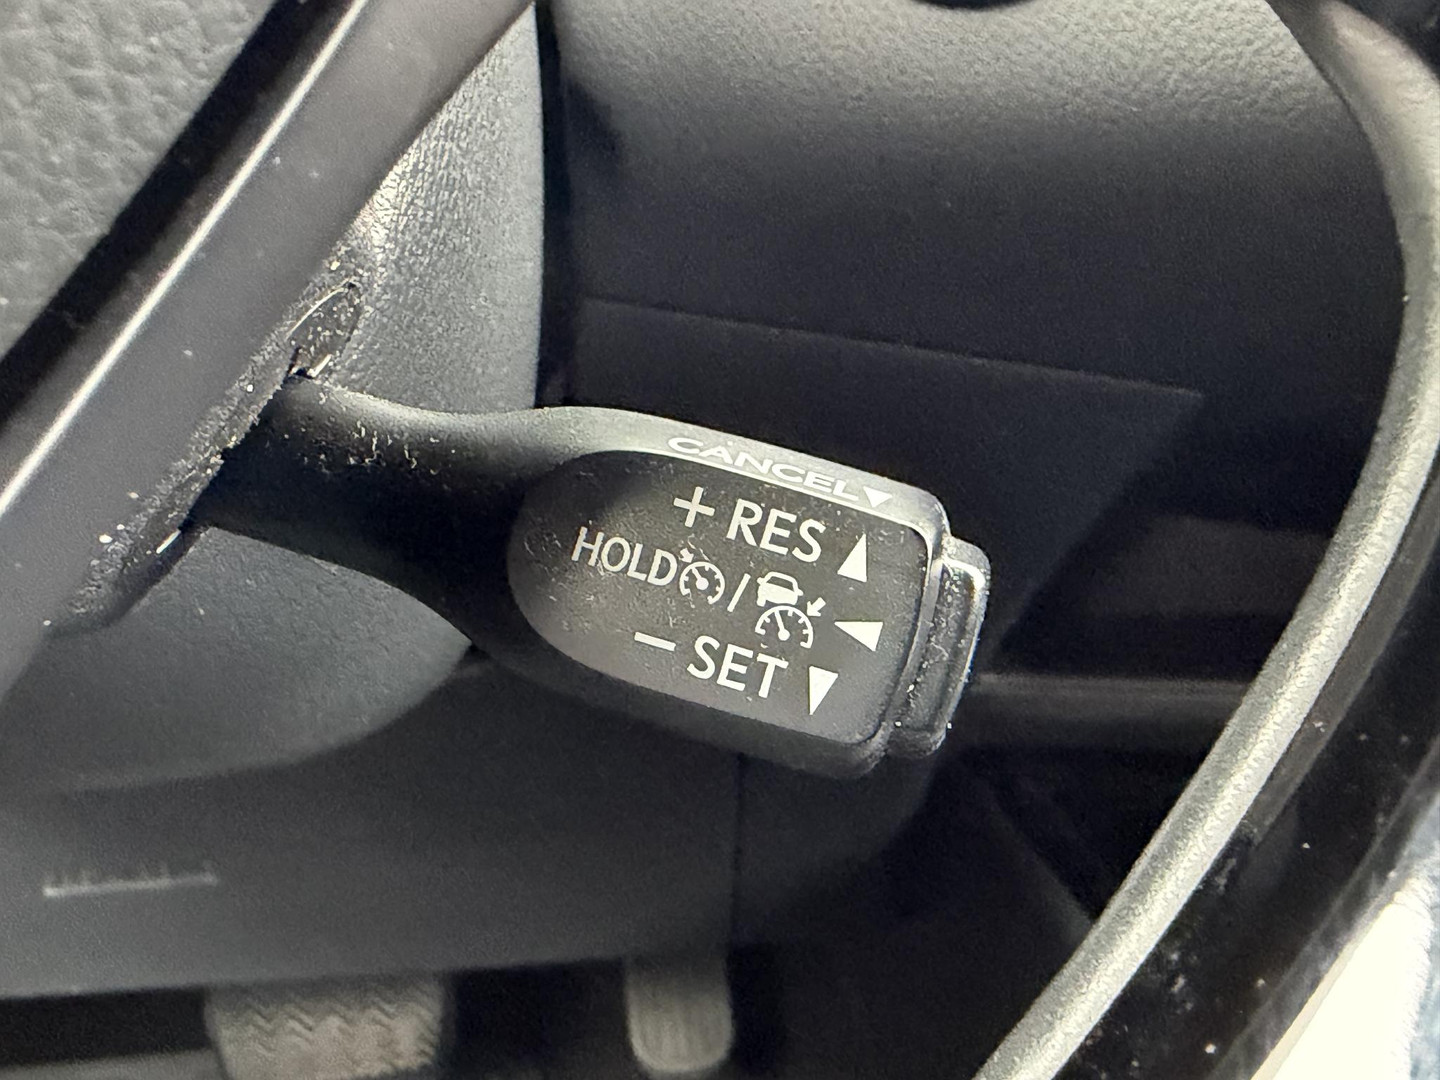 CANCEL
+ RES
HOLD /
− SET